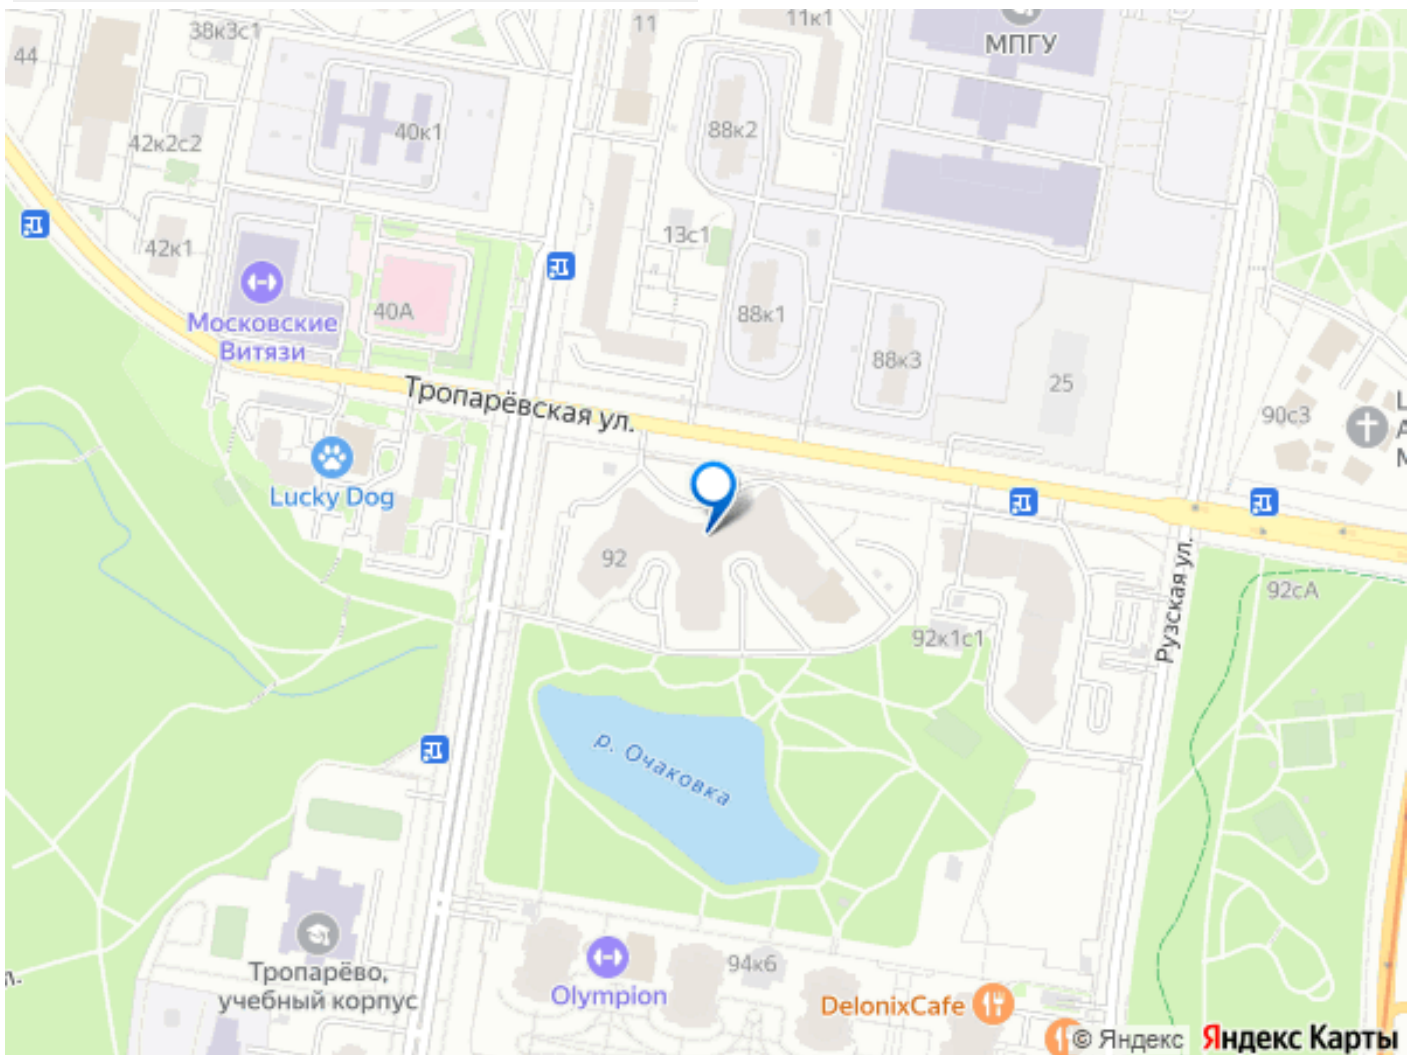 38к3с1
11
11к1
МПГУ
44
40к1
88к2
42к2с2
13с1
42к1
40А
88к1
Московские
Витязи
88к3
25
Тропарёвская ул.
90с3
Lucky Dog
92
92сА
Рузская ул.
92к1с1
р. Очаковка
Тропарёво,
учебный корпус
94к6
Olympion
DelonixCafe
© Яндекс
Яндекс Карты